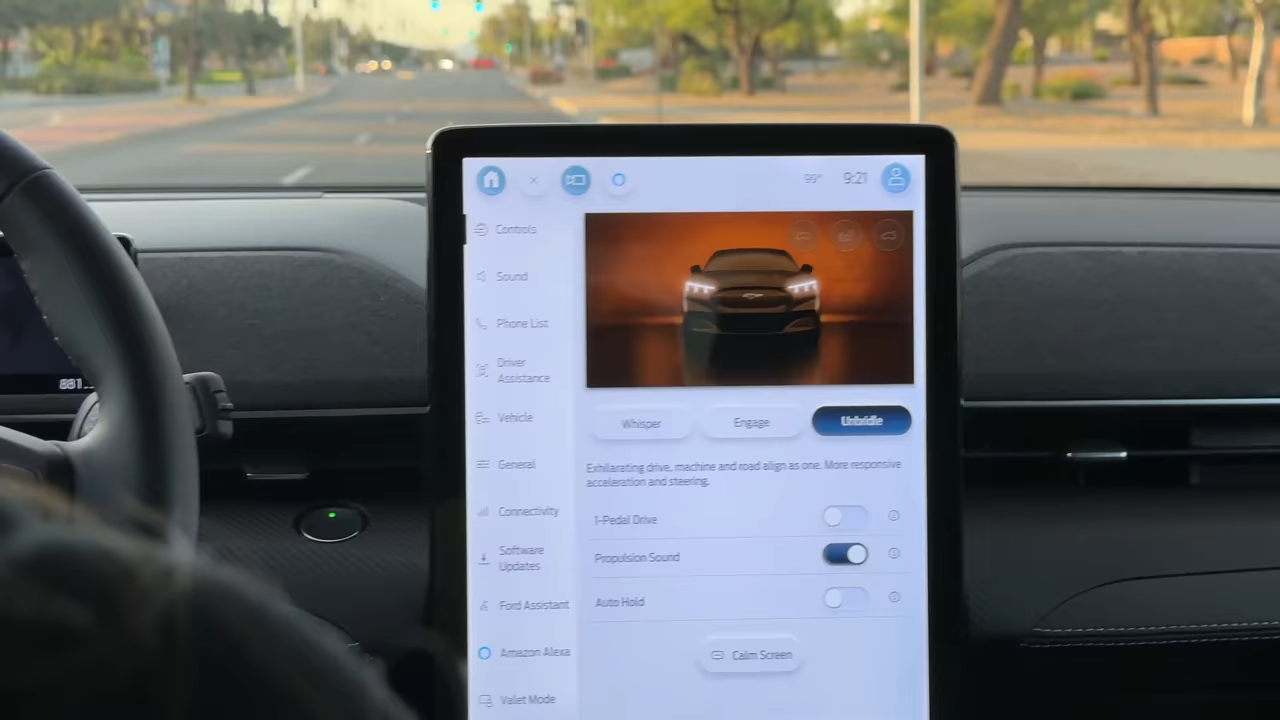 99°
9:21
Controls
Sound
Phone List
Driver
Assistance
Vehicle
General
Connectivity
Software
Updates
Ford Assistant
Amazon Alexa
Valet Mode
Whisper
Engage
Unbridle
Exhilarating drive, machine and road align as one. More responsive
acceleration and steering.
1-Pedal Drive
Propulsion Sound
Auto Hold
Calm Screen
881